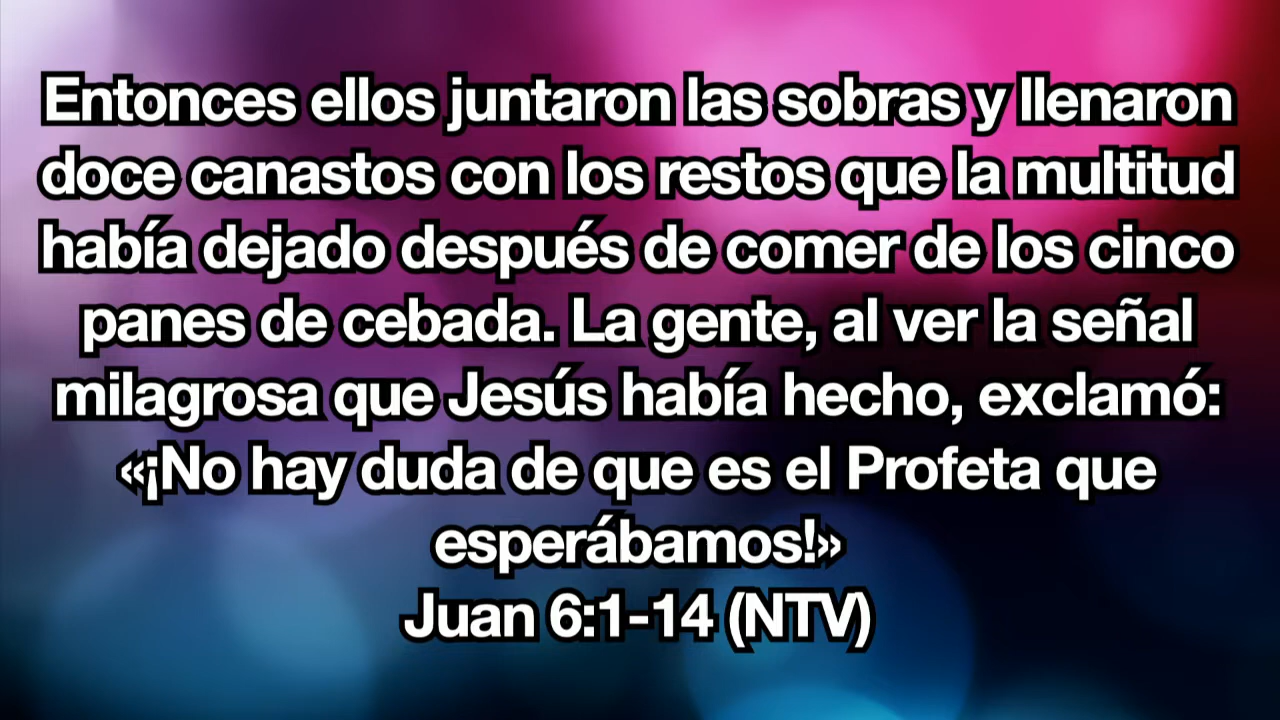 Entonces ellos juntaron las sobras y llenaron
doce canastos con los restos que la multitud
había dejado después de comer de los cinco
panes de cebada. La gente, al ver la señal
milagrosa que Jesús había hecho, exclamó:
«¡No hay duda de que es el Profeta que
esperábamos!»
Juan 6:1-14 (NTV)